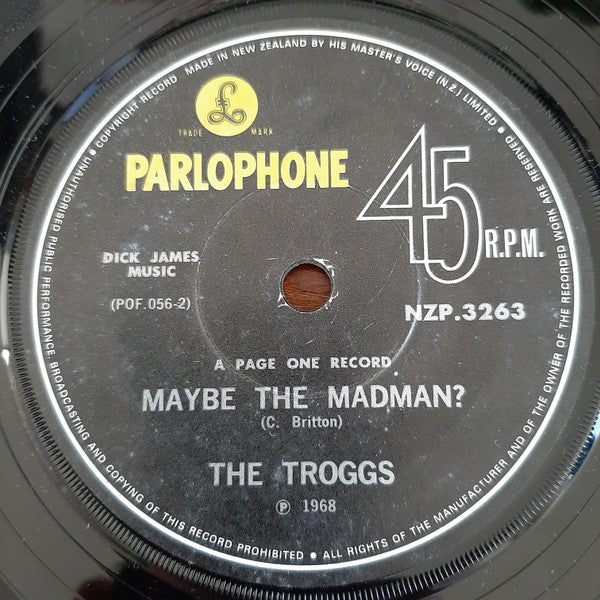 • COPYRIGHT RECORD MADE IN NEW ZEALAND BY HIS MASTER'S VOICE (N.Z.) LIMITED • ALL RIGHTS OF THE MANUFACTURER AND OF THE OWNER OF THE RECORDED WORK ARE RESERVED • UNAUTHORISED PUBLIC PERFORMANCE, BROADCASTING AND COPYING OF THIS RECORD PROHIBITED
£
TRADE MARK
PARLOPHONE
45 R.P.M.
DICK JAMES
MUSIC
(POF.056-2)
NZP.3263
A PAGE ONE RECORD
MAYBE THE MADMAN?
(C. Britton)
THE TROGGS
℗ 1968